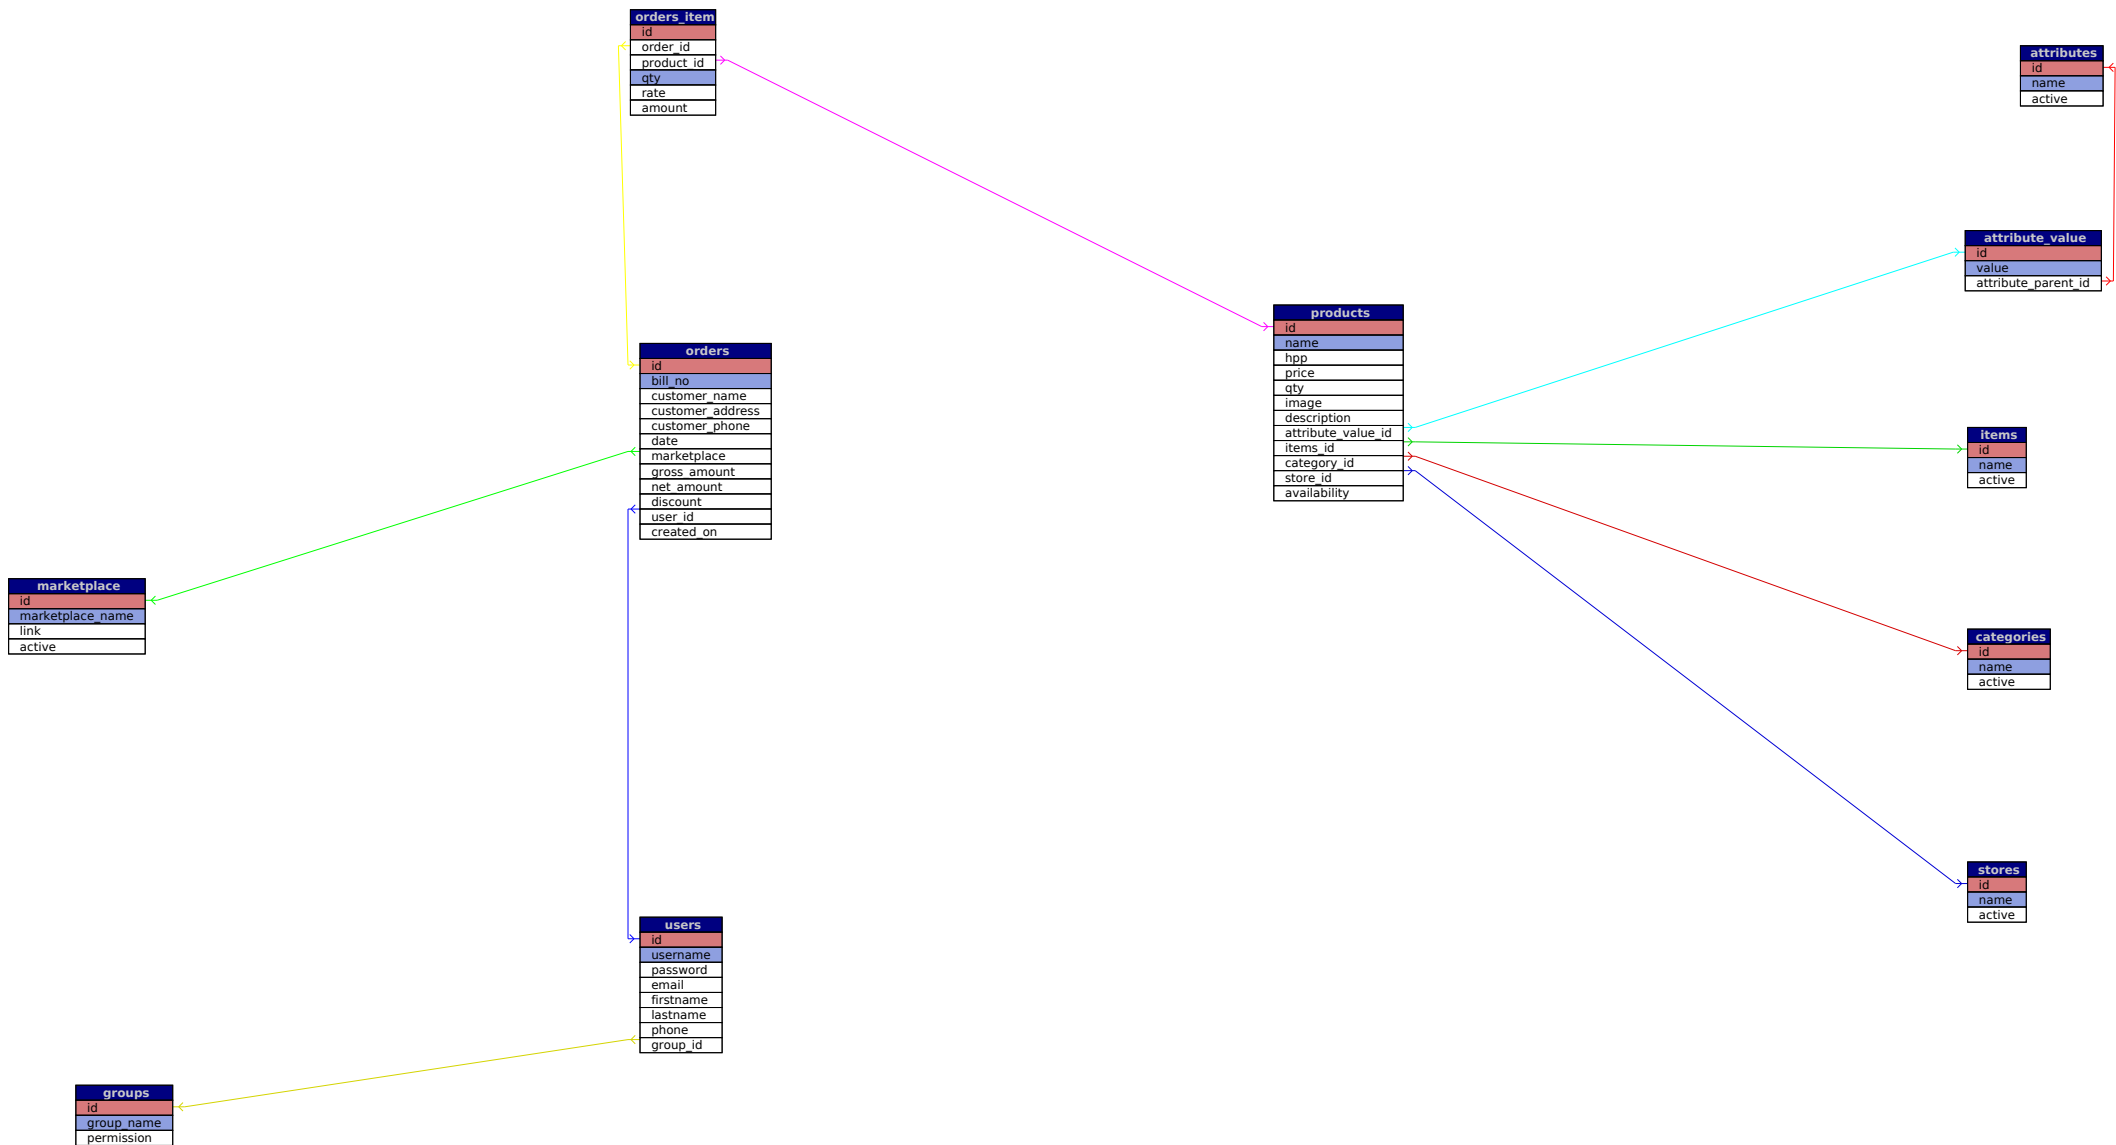 orders_item
id
order_id
product_id
qty
rate
amount
attributes
id
name
active
attribute_value
id
value
attribute_parent_id
products
id
name
hpp
price
qty
image
description
attribute_value_id
items_id
category_id
store_id
availability
orders
id
bill_no
customer_name
customer_address
customer_phone
date
marketplace
gross_amount
net_amount
discount
user_id
created_on
items
id
name
active
marketplace
id
marketplace_name
link
active
categories
id
name
active
stores
id
name
active
users
id
username
password
email
firstname
lastname
phone
group_id
groups
id
group_name
permission